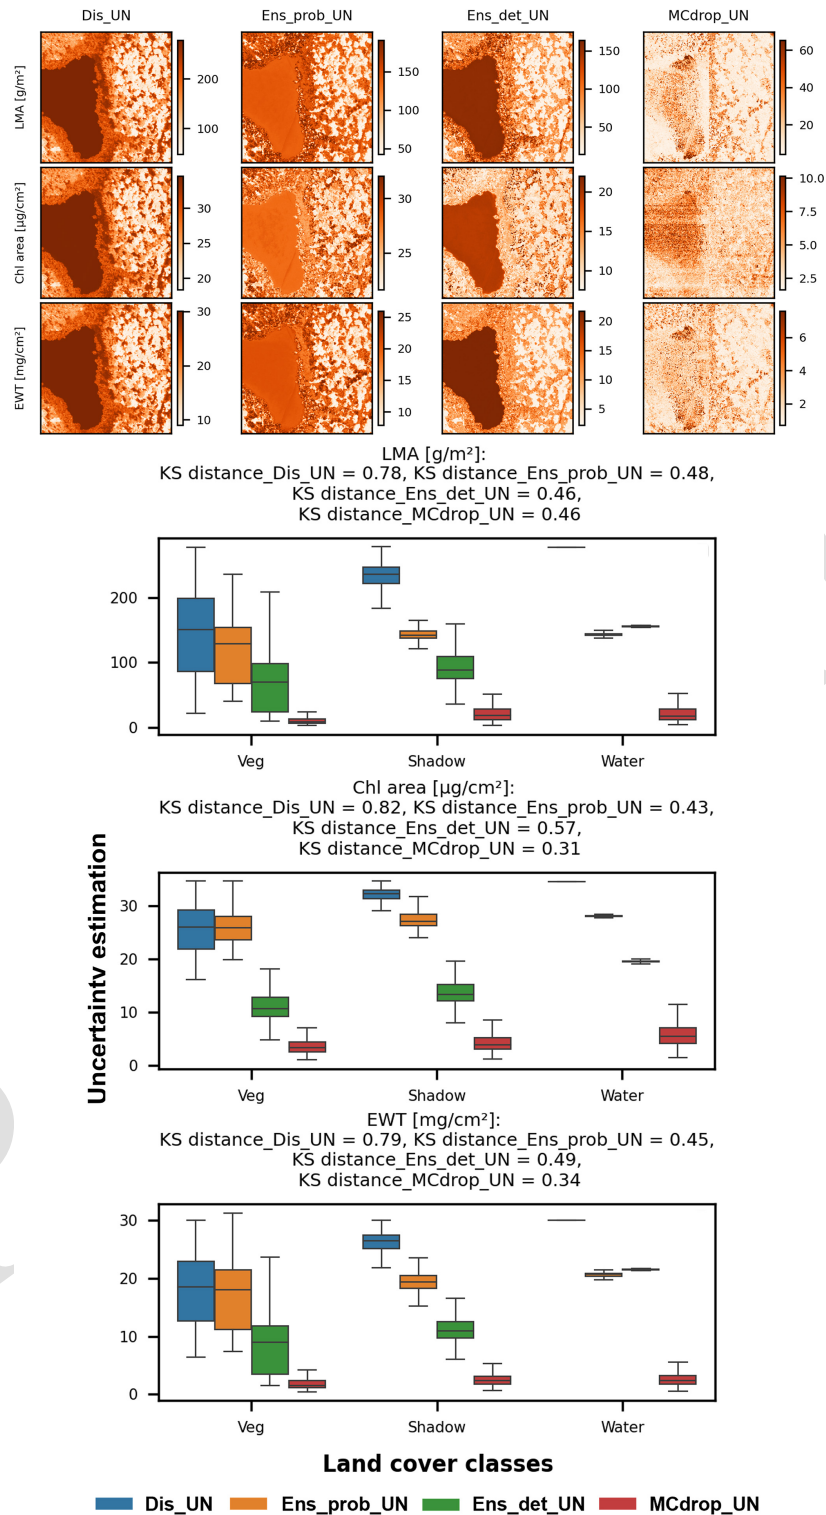 Dis_UN Ens_prob_UN Ens_det_UN MCdrop_UN
LMA [g/m²]
200
100
150
100
50
150
100
50
60
40
20
Chl area [µg/cm²]
30
25
20
30
25
20
15
10
10.0
7.5
5.0
2.5
EWT [mg/cm²]
30
20
10
25
20
15
10
20
15
10
5
6
4
2
LMA [g/m²]:
KS distance_Dis_UN = 0.78, KS distance_Ens_prob_UN = 0.48,
KS distance_Ens_det_UN = 0.46,
KS distance_MCdrop_UN = 0.46
200
100
0
Veg Shadow Water
Chl area [µg/cm²]:
KS distance_Dis_UN = 0.82, KS distance_Ens_prob_UN = 0.43,
KS distance_Ens_det_UN = 0.57,
KS distance_MCdrop_UN = 0.31
30
20
10
0
Veg Shadow Water
Uncertainty estimation
EWT [mg/cm²]:
KS distance_Dis_UN = 0.79, KS distance_Ens_prob_UN = 0.45,
KS distance_Ens_det_UN = 0.49,
KS distance_MCdrop_UN = 0.34
30
20
10
0
Veg Shadow Water
Land cover classes
Dis_UN Ens_prob_UN Ens_det_UN MCdrop_UN